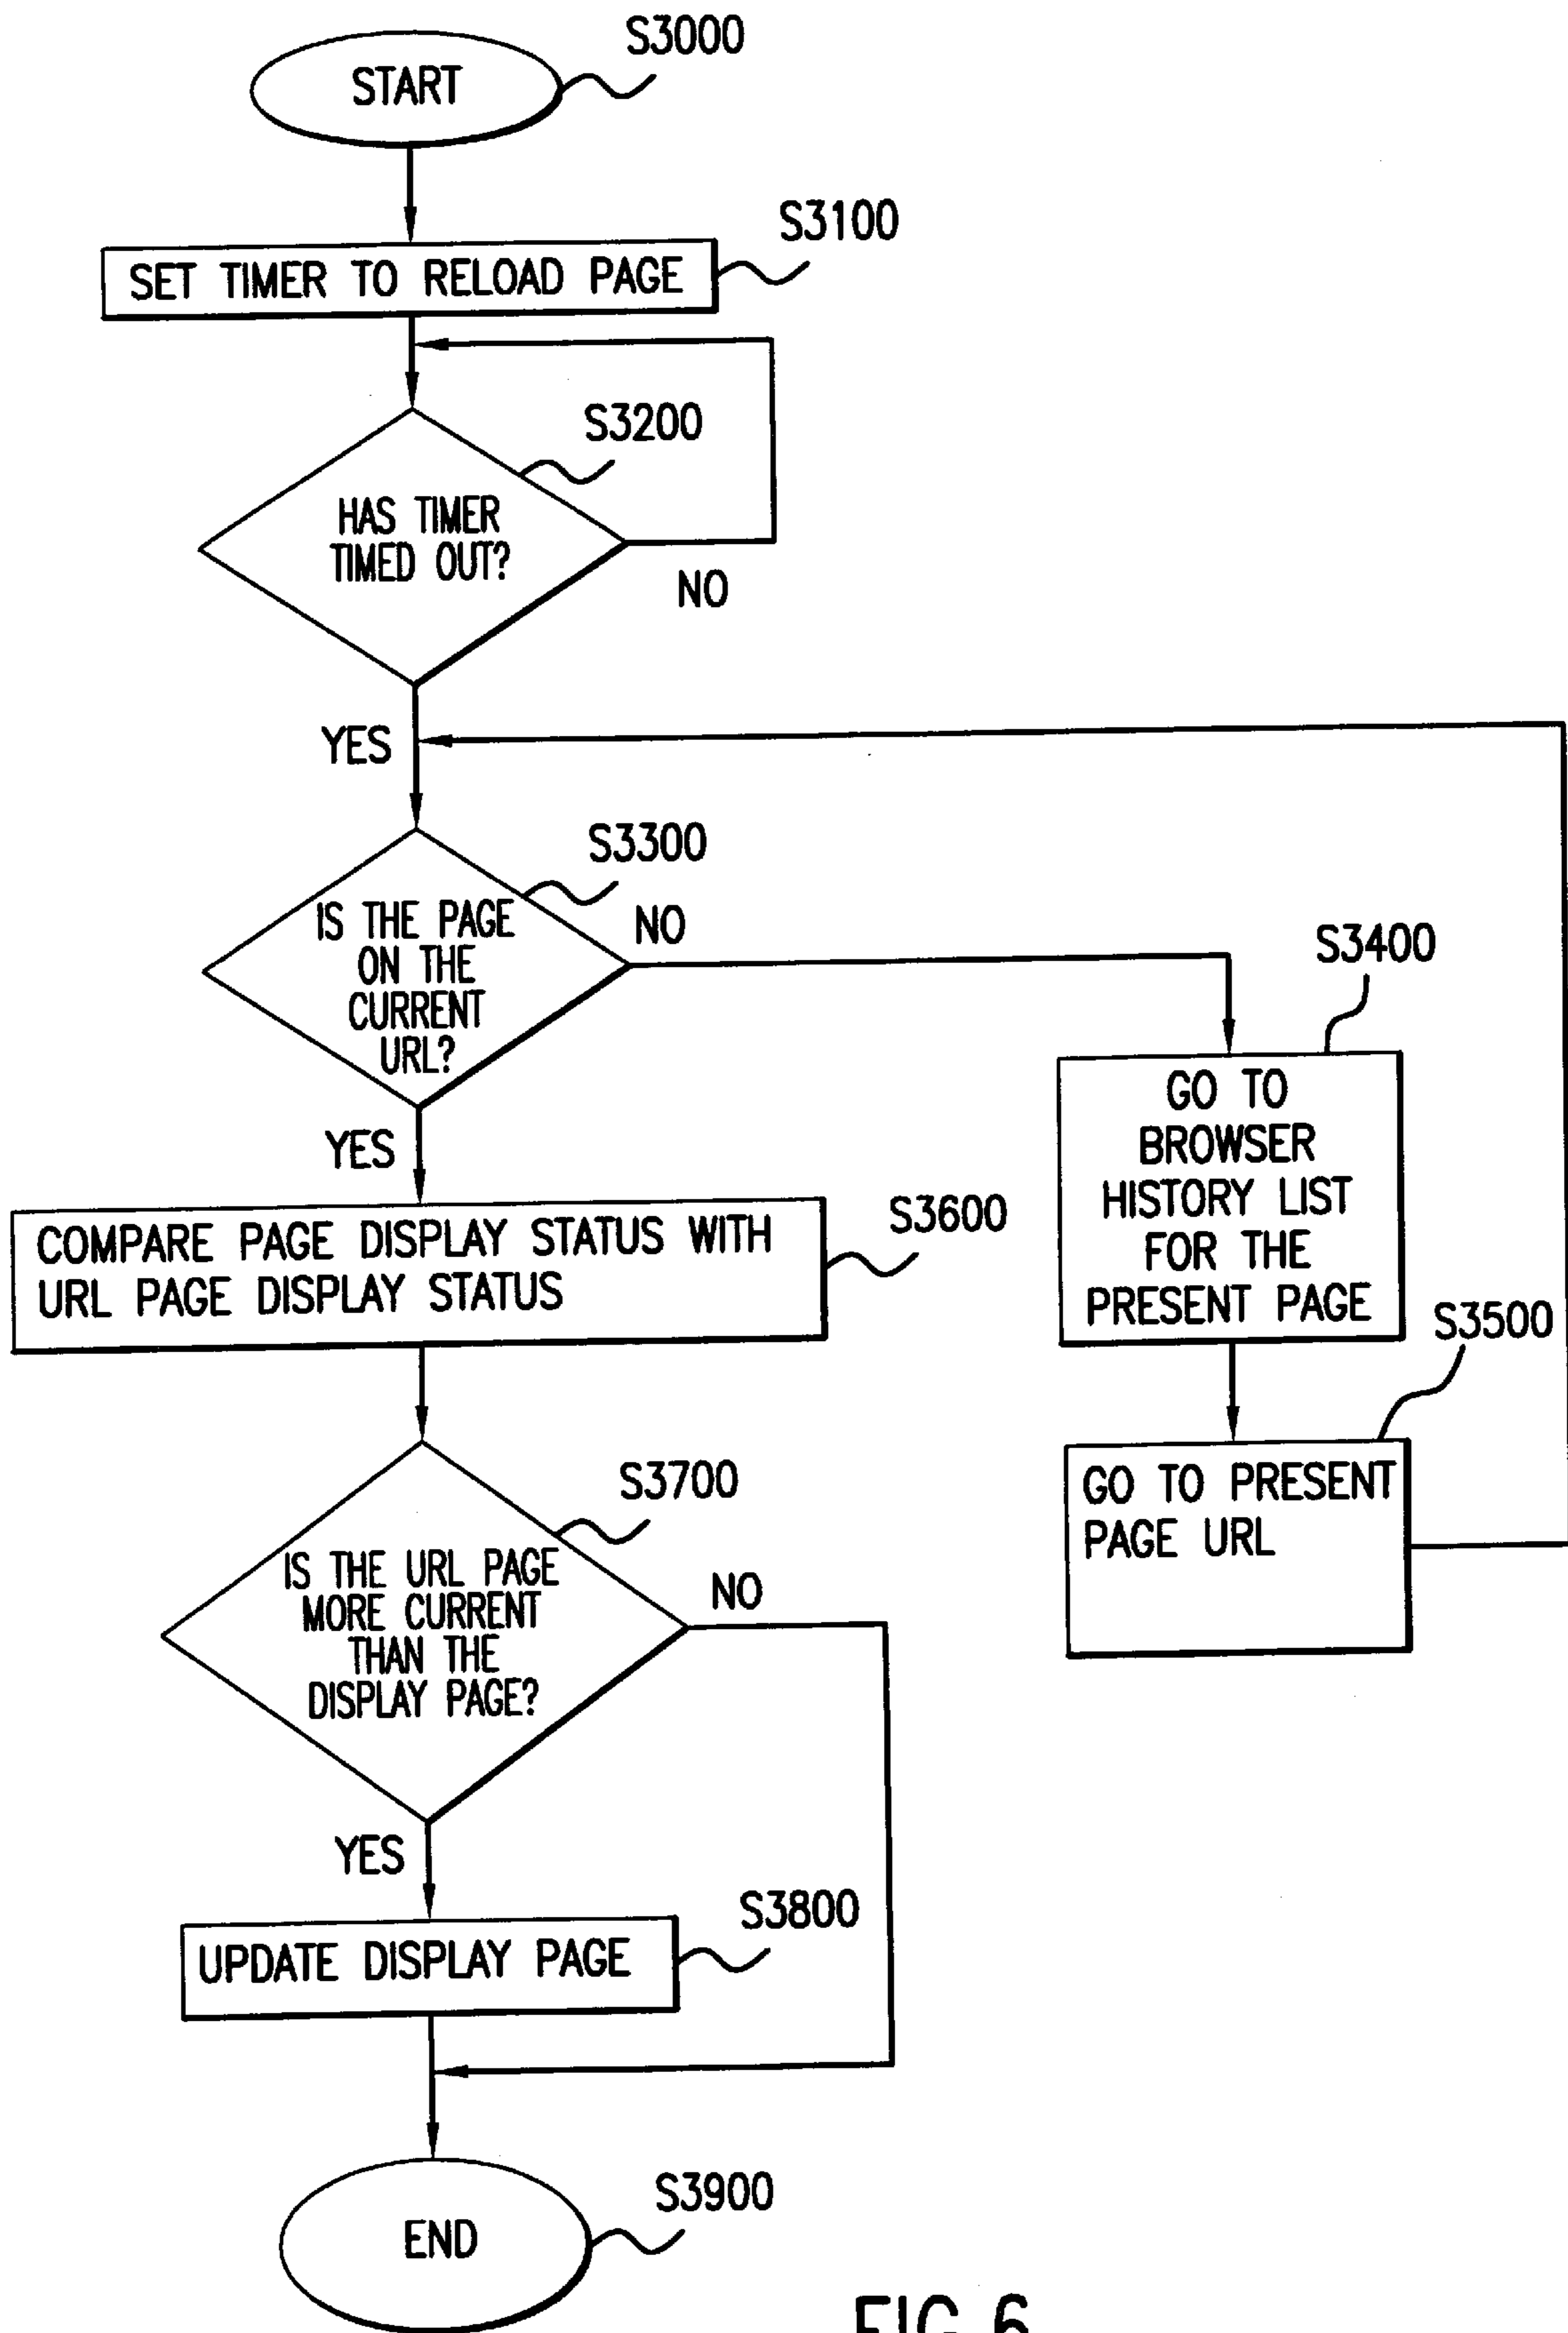 S3000
START
S3100
SET TIMER TO RELOAD PAGE
S3200
HAS TIMER
TIMED OUT?
NO
YES
S3300
IS THE PAGE
ON THE
CURRENT
URL?
NO
YES
S3400
GO TO
BROWSER
HISTORY LIST
FOR THE
PRESENT PAGE
S3500
GO TO PRESENT
PAGE URL
S3600
COMPARE PAGE DISPLAY STATUS WITH
URL PAGE DISPLAY STATUS
S3700
IS THE URL PAGE
MORE CURRENT
THAN THE
DISPLAY PAGE?
NO
YES
S3800
UPDATE DISPLAY PAGE
S3900
END
FIG. 6